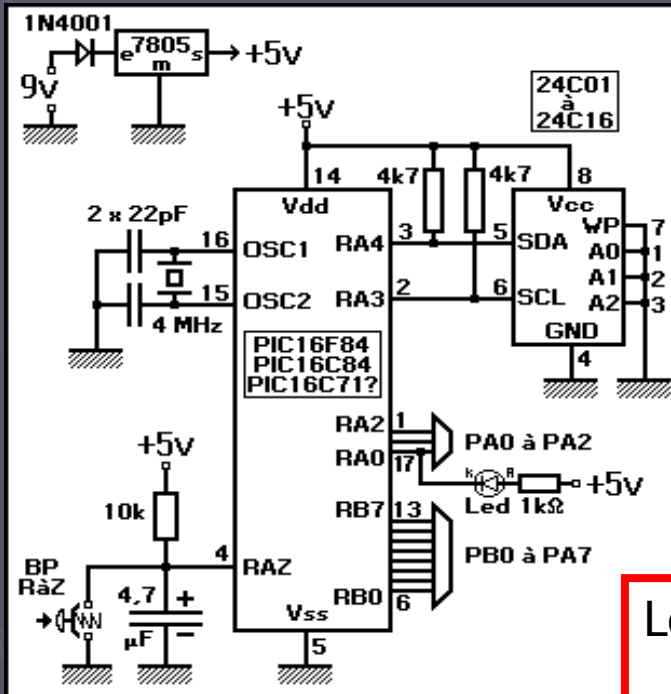 1N4001
e 7805 s
m
+5v
9v
24C01
à
24C16
+5v
14
4k7
4k7
8
Vdd
Vcc
2 x 22pF
WP 7
16 OSC1
RA4 3
5 SDA
A0 1
A1 2
15 OSC2
RA3 2
6 SCL
A2 3
4 MHz
GND
4
PIC16F84
PIC16C84
PIC16C71?
RA2 1
PA0 à PA2
RA0 17
+5v
K A
+5v
Led 1kΩ
10k
RB7 13
PB0 à PA7
4 RAZ
BP
RàZ
4,7 +
µF -
RB0 6
Vss
5